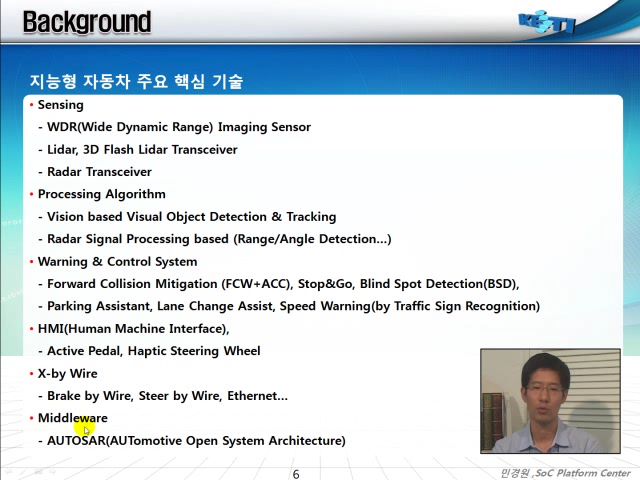 Background
KETI
지능형 자동차 주요 핵심 기술
• Sensing
- WDR(Wide Dynamic Range) Imaging Sensor
- Lidar, 3D Flash Lidar Transceiver
- Radar Transceiver
• Processing Algorithm
- Vision based Visual Object Detection & Tracking
- Radar Signal Processing based (Range/Angle Detection...)
• Warning & Control System
- Forward Collision Mitigation (FCW+ACC), Stop&Go, Blind Spot Detection(BSD),
- Parking Assistant, Lane Change Assist, Speed Warning(by Traffic Sign Recognition)
• HMI(Human Machine Interface),
- Active Pedal, Haptic Steering Wheel
• X-by Wire
- Brake by Wire, Steer by Wire, Ethernet...
• Middleware
- AUTOSAR(AUTomotive Open System Architecture)
6
민경원 ,SoC Platform Center